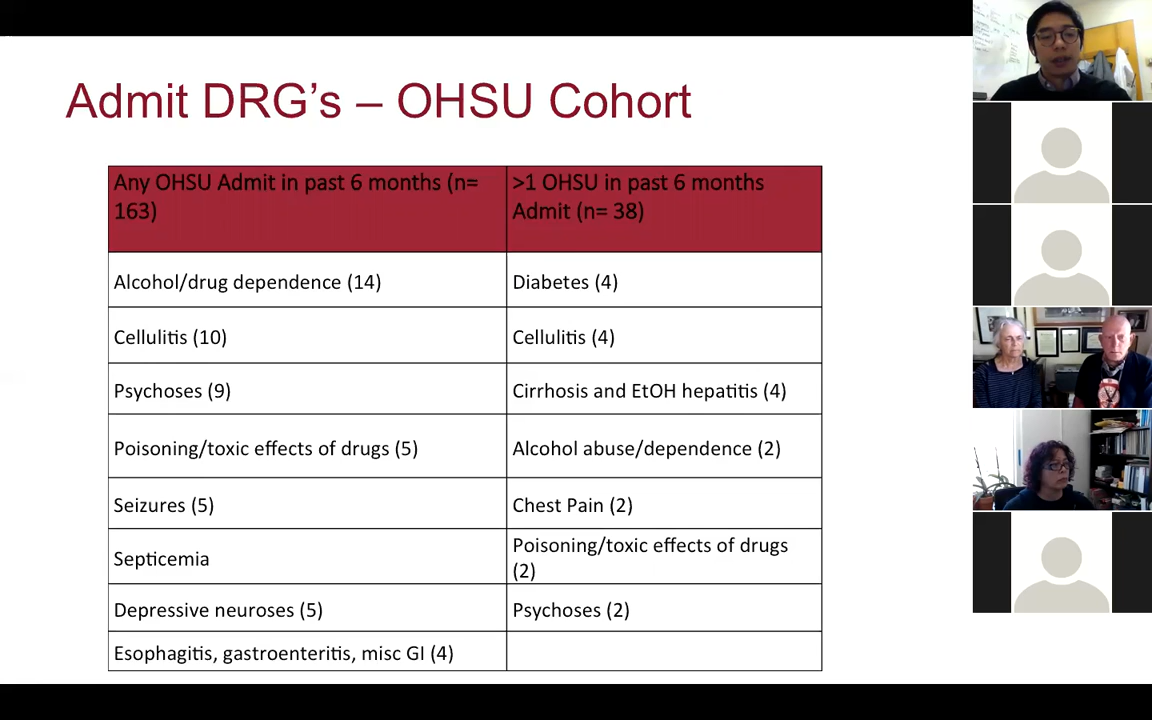 Admit DRG's – OHSU Cohort
Any OHSU Admit in past 6 months (n=
163)
>1 OHSU in past 6 months
Admit (n= 38)
Alcohol/drug dependence (14)
Diabetes (4)
Cellulitis (10)
Cellulitis (4)
Psychoses (9)
Cirrhosis and EtOH hepatitis (4)
Poisoning/toxic effects of drugs (5)
Alcohol abuse/dependence (2)
Seizures (5)
Chest Pain (2)
Septicemia
Poisoning/toxic effects of drugs
(2)
Depressive neuroses (5)
Psychoses (2)
Esophagitis, gastroenteritis, misc GI (4)